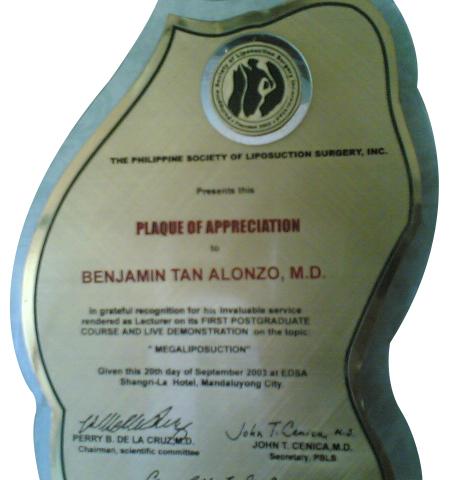 THE PHILIPPINE SOCIETY OF LIPOSUCTION SURGERY, INC.
Presents this
PLAQUE OF APPRECIATION
to
BENJAMIN TAN ALONZO, M.D.
in grateful recognition for his invaluable service
rendered as Lecturer on its FIRST POSTGRADUATE
COURSE AND LIVE DEMONSTRATION on the topic:
" MEGALIPOSUCTION"
Given this 20th day of September 2003 at EDSA
Shangri-La Hotel, Mandaluyong City.
John T. Cenica, M.D.
PERRY B. DE LA CRUZ,M.D.
Chairman, scientific committee
JOHN T. CENICA,M.D.
Secretary, PSLS